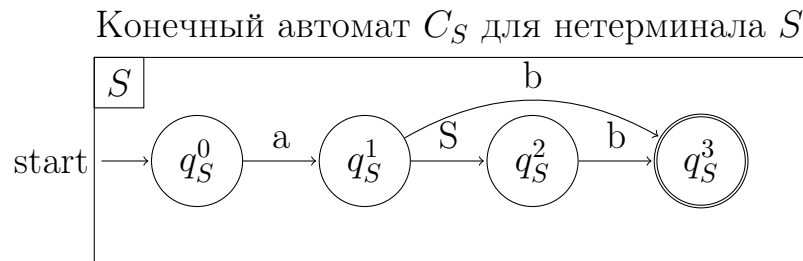 Конечный автомат $C_S$ для нетерминала $S$
S
b
start
$q_S^0$ a $q_S^1$ S $q_S^2$ b $q_S^3$